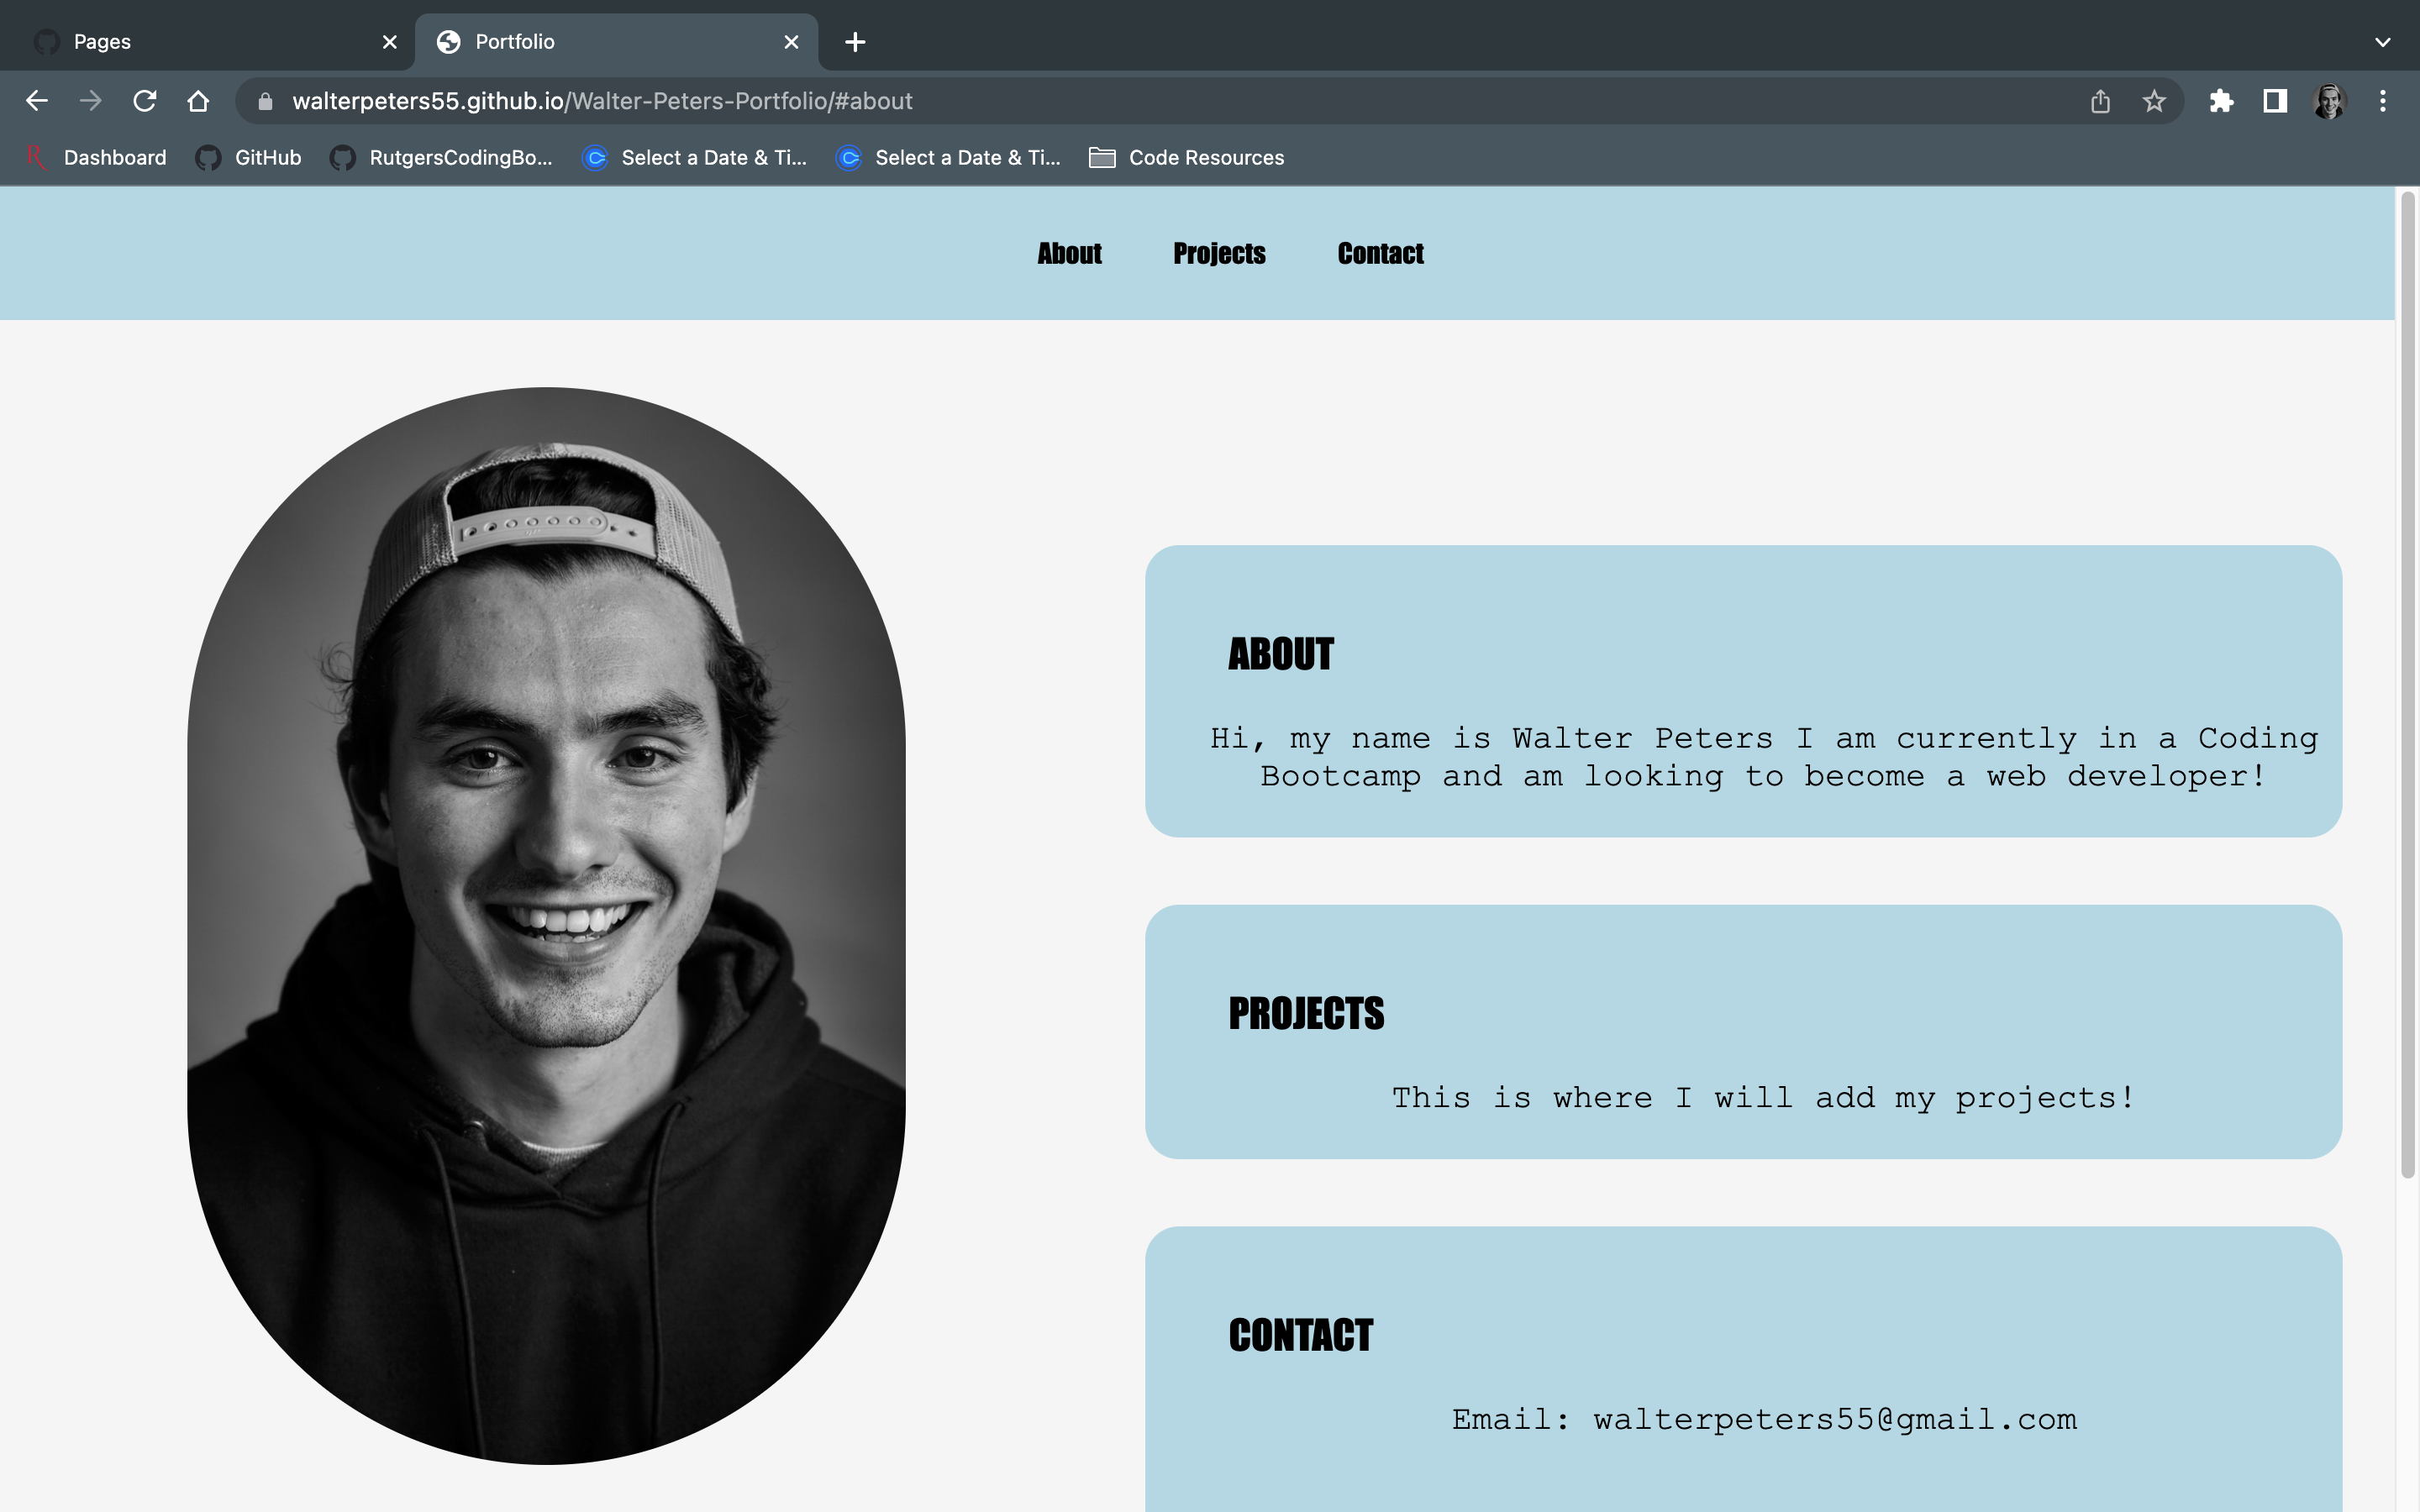 Pages
Portfolio
walterpeters55.github.io/Walter-Peters-Portfolio/#about
Dashboard
GitHub
RutgersCodingBo...
Select a Date & Ti...
Select a Date & Ti...
Code Resources
About
Projects
Contact
ABOUT
Hi, my name is Walter Peters I am currently in a Coding
Bootcamp and am looking to become a web developer!
PROJECTS
This is where I will add my projects!
CONTACT
Email: walterpeters55@gmail.com